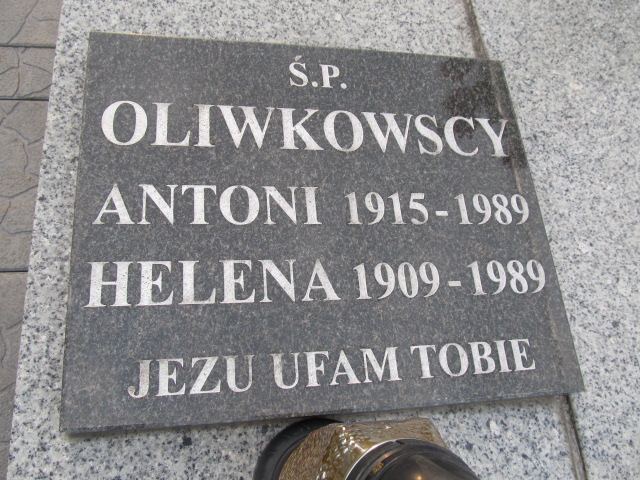 Ś.P.
OLIWKOWSCY
ANTONI 1915-1989
HELENA 1909-1989
JEZU UFAM TOBIE